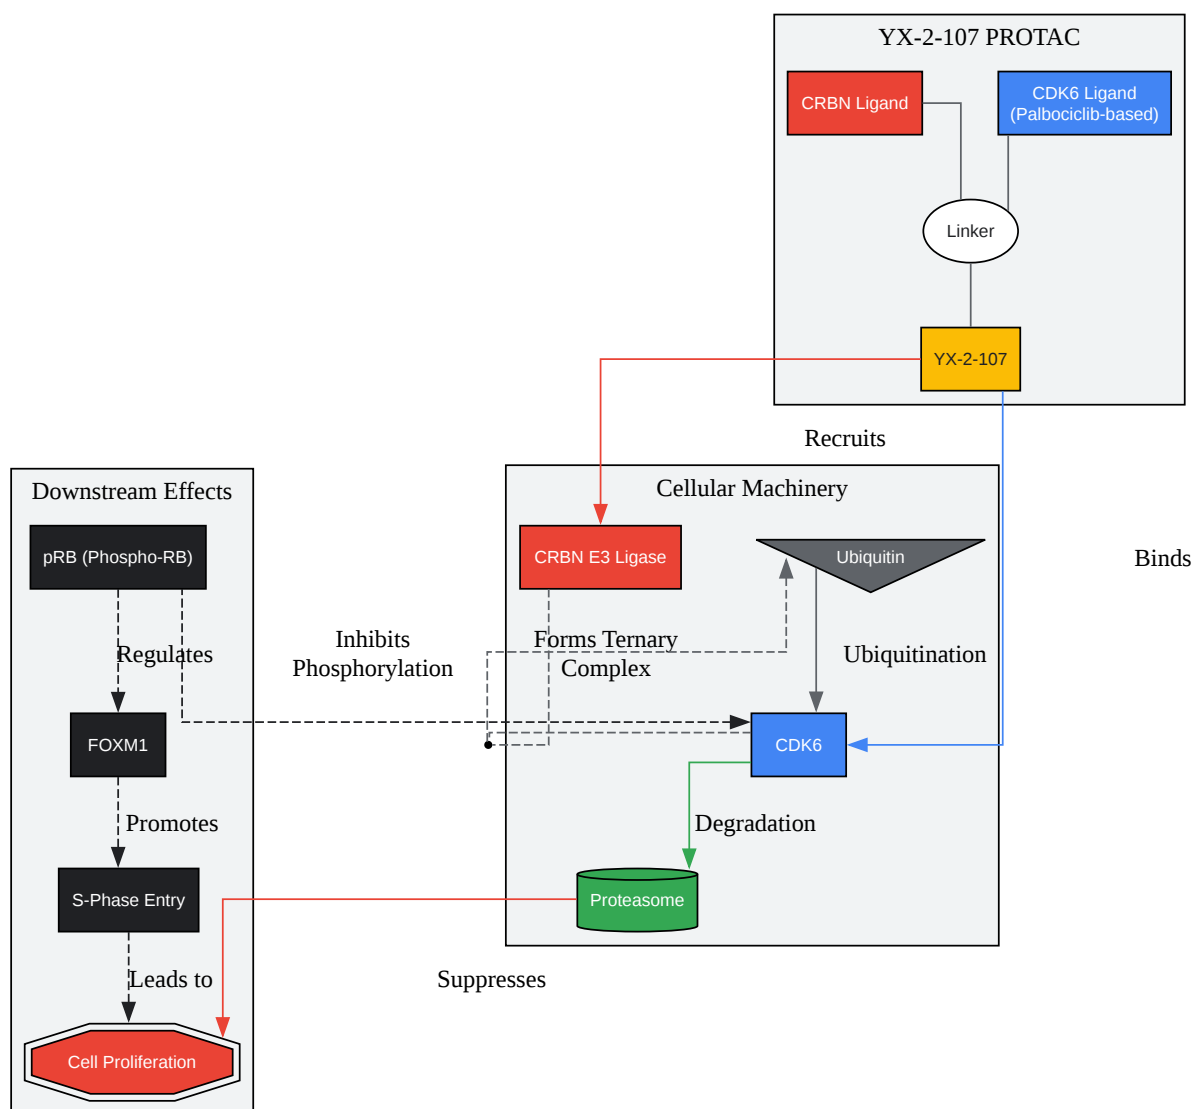 YX-2-107 PROTAC
CRBN Ligand
CDK6 Ligand
(Palbociclib-based)
Linker
YX-2-107
Recruits
Binds
Cellular Machinery
CRBN E3 Ligase
Ubiquitin
Forms Ternary
Complex
Ubiquitination
CDK6
Degradation
Proteasome
Downstream Effects
pRB (Phospho-RB)
Regulates
Inhibits
Phosphorylation
FOXM1
Promotes
S-Phase Entry
Leads to
Suppresses
Cell Proliferation